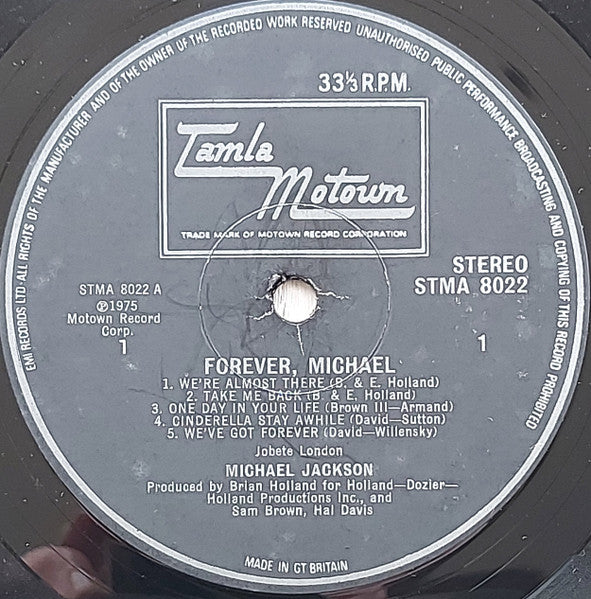 EMI RECORDS LTD·ALL RIGHTS OF THE MANUFACTURER AND OF THE OWNER OF THE RECORDED WORK RESERVED UNAUTHORISED PUBLIC PERFORMANCE BROADCASTING AND COPYING OF THIS RECORD PROHIBITED
33⅓ R.P.M.
Tamla
Motown
TRADE MARK OF MOTOWN RECORD CORPORATION
STEREO
STMA 8022
STMA 8022 A
℗1975
Motown Record
Corp.
1
1
FOREVER, MICHAEL
1. WE'RE ALMOST THERE (B. & E. Holland)
2. TAKE ME BACK (B. & E. Holland)
3. ONE DAY IN YOUR LIFE (Brown III—Armand)
4. CINDERELLA STAY AWHILE (David—Sutton)
5. WE'VE GOT FOREVER (David—Willensky)
Jobete London
MICHAEL JACKSON
Produced by Brian Holland for Holland—Dozier—
Holland Productions Inc., and
Sam Brown, Hal Davis
MADE IN GT BRITAIN